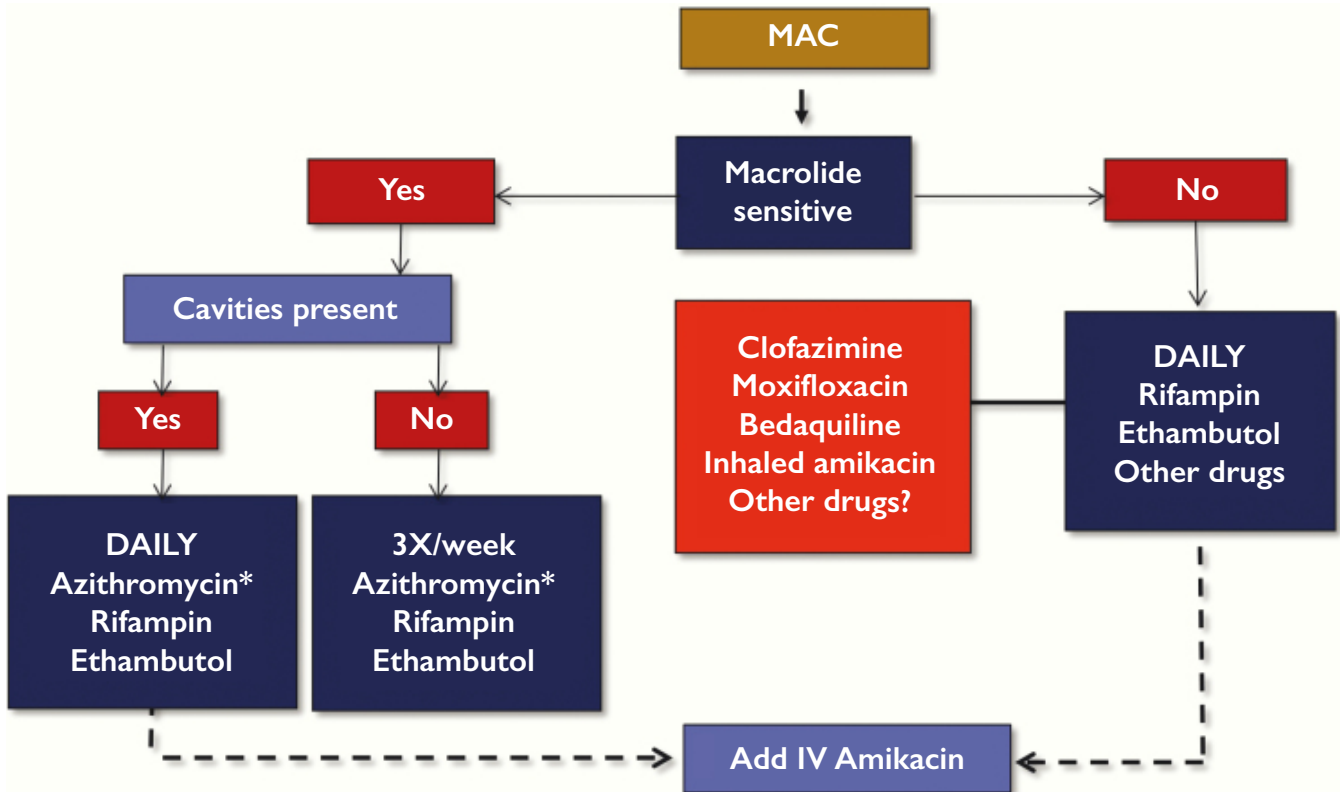 MAC
Macrolide
sensitive
Yes
No
Cavities present
Yes
No
DAILY
Azithromycin*
Rifampin
Ethambutol
3X/week
Azithromycin*
Rifampin
Ethambutol
Clofazimine
Moxifloxacin
Bedaquiline
Inhaled amikacin
Other drugs?
DAILY
Rifampin
Ethambutol
Other drugs
Add IV Amikacin